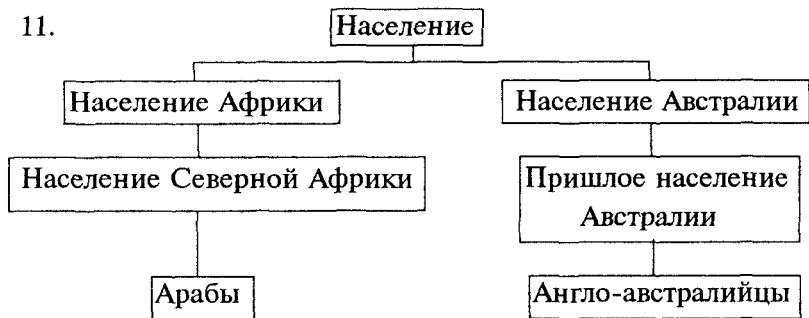 11.
Население
Население Африки
Население Австралии
Население Северной Африки
Пришлое население
Австралии
Арабы
Англо-австралийцы